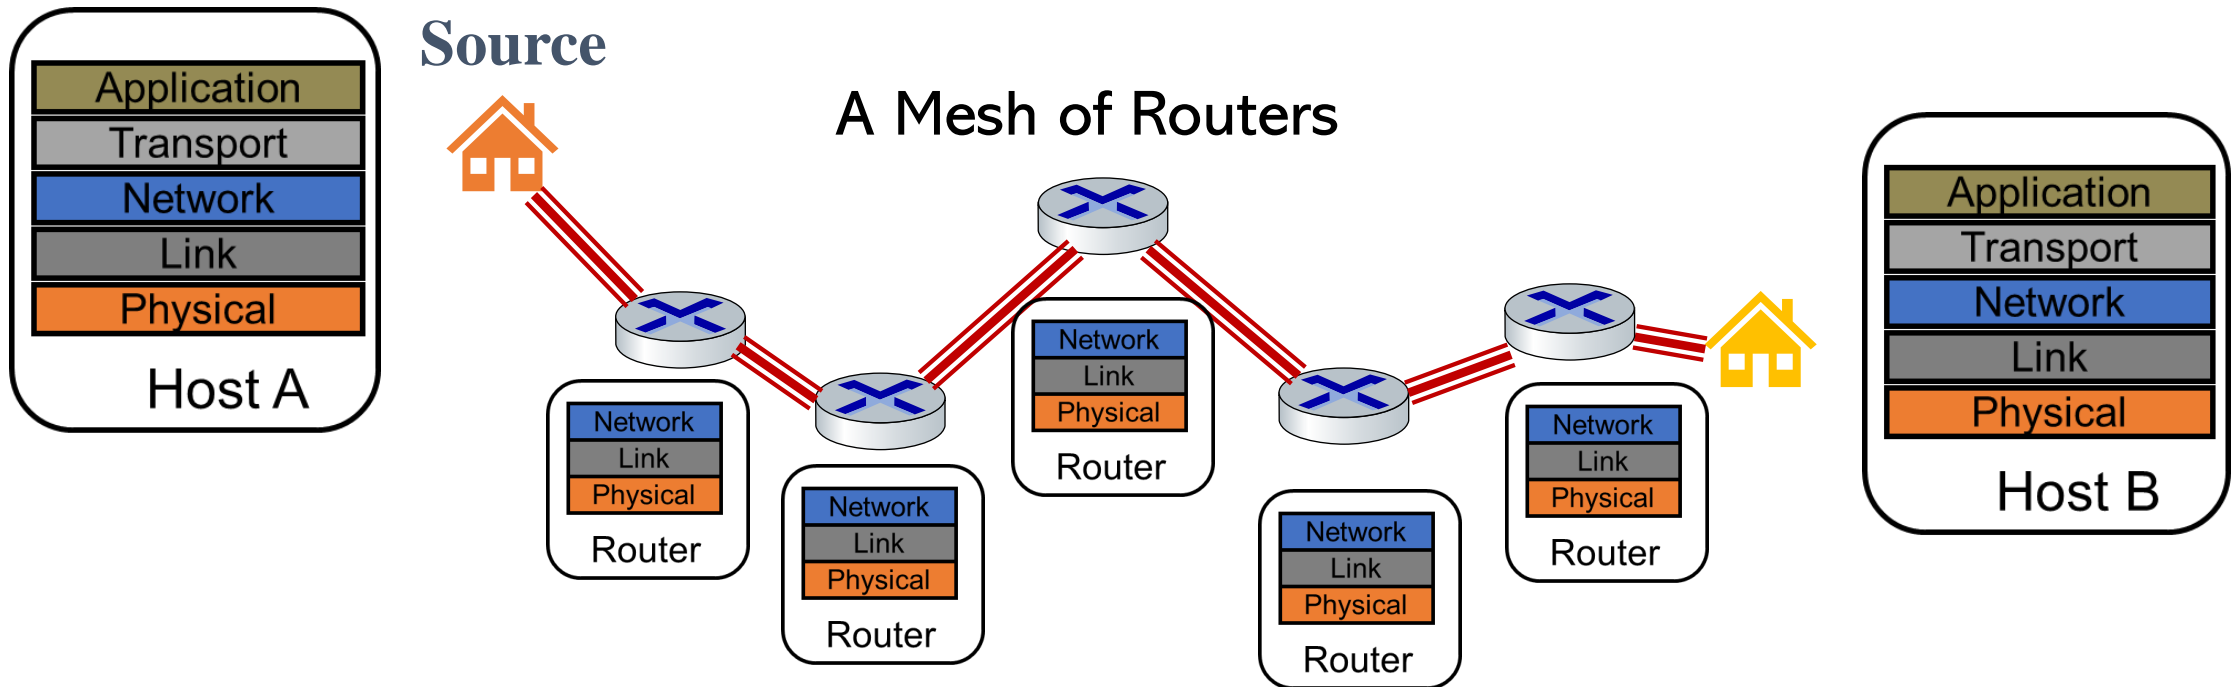 Source
A Mesh of Routers
Application
Transport
Network
Link
Physical
Host A
Network
Link
Physical
Router
Network
Link
Physical
Router
Network
Link
Physical
Router
Network
Link
Physical
Router
Network
Link
Physical
Router
Application
Transport
Network
Link
Physical
Host B